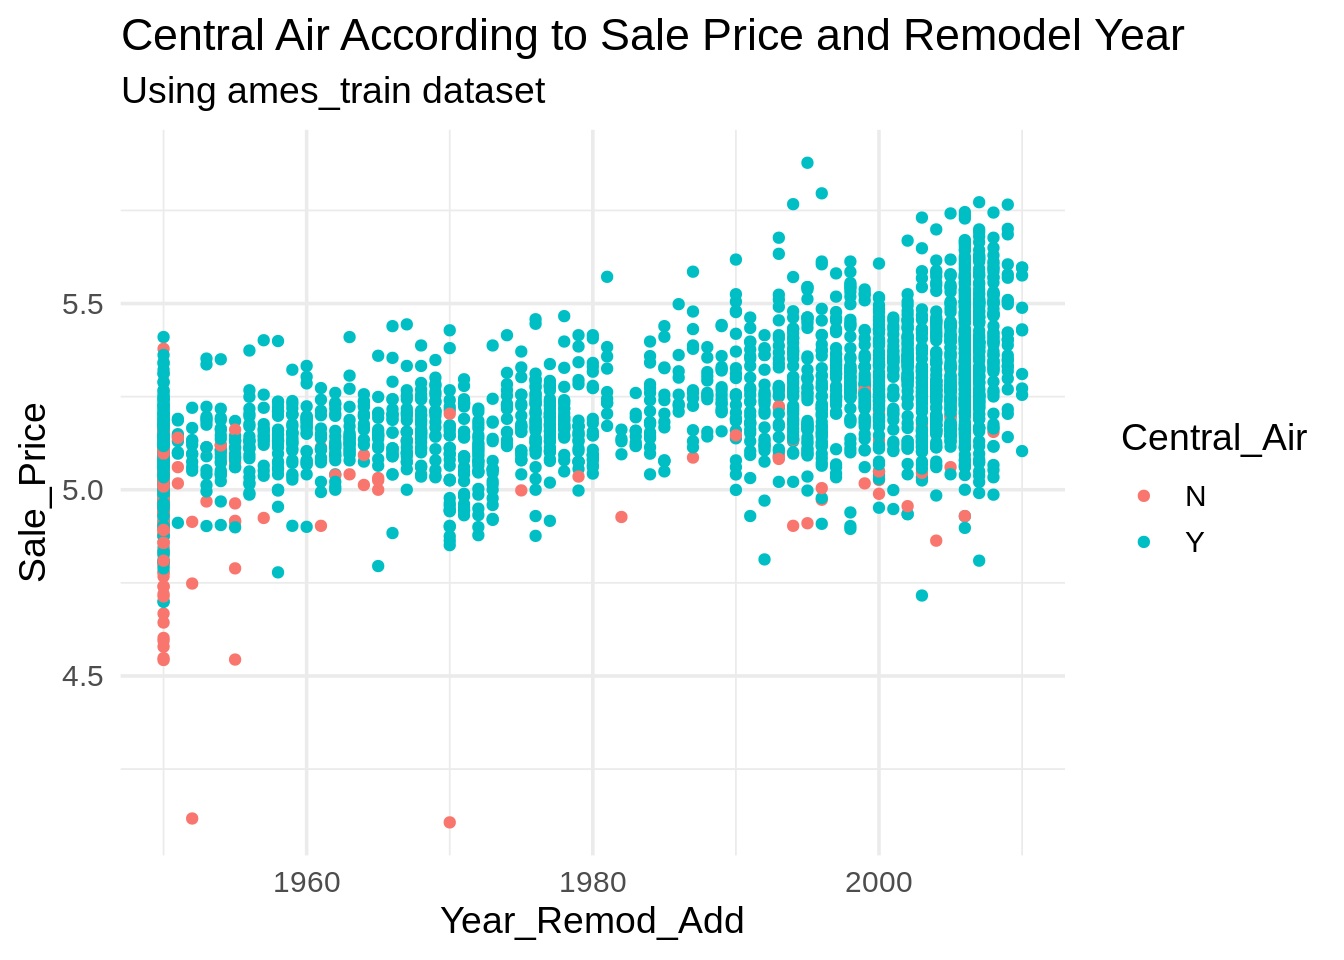 Central Air According to Sale Price and Remodel Year
Using ames_train dataset
Sale_Price
5.5
5.0
4.5
1960
1980
2000
Year_Remod_Add
Central_Air
N
Y